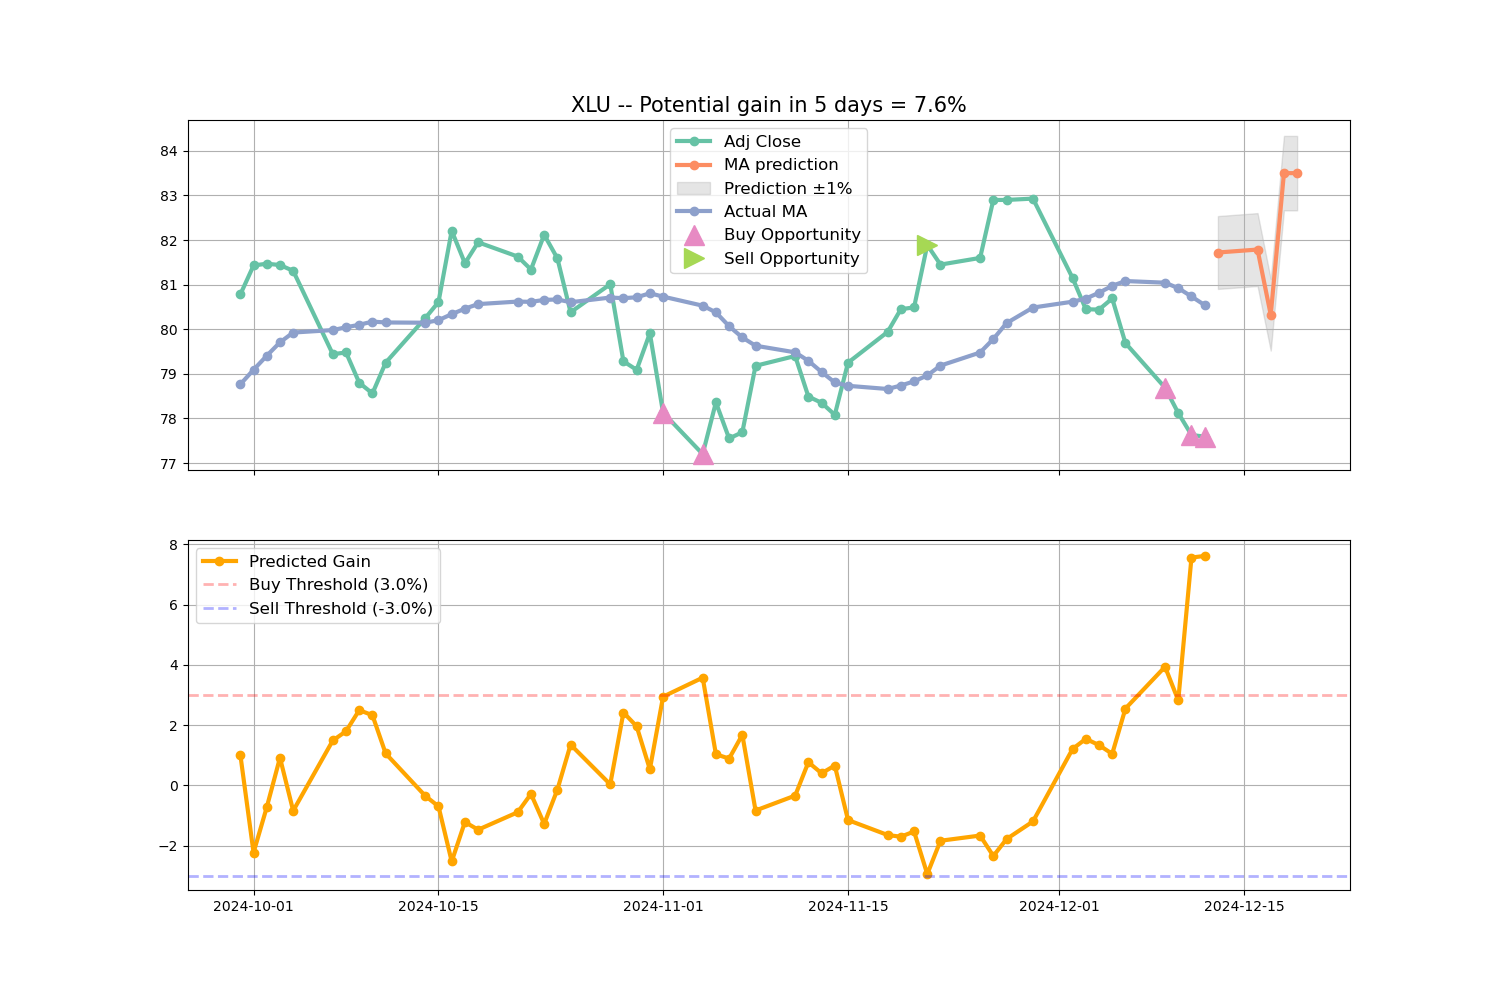 XLU -- Potential gain in 5 days = 7.6%
84
83
82
81
80
79
78
77
Adj Close
MA prediction
Prediction ±1%
Actual MA
Buy Opportunity
Sell Opportunity
8
6
4
2
0
−2
Predicted Gain
Buy Threshold (3.0%)
Sell Threshold (-3.0%)
2024-10-01
2024-10-15
2024-11-01
2024-11-15
2024-12-01
2024-12-15